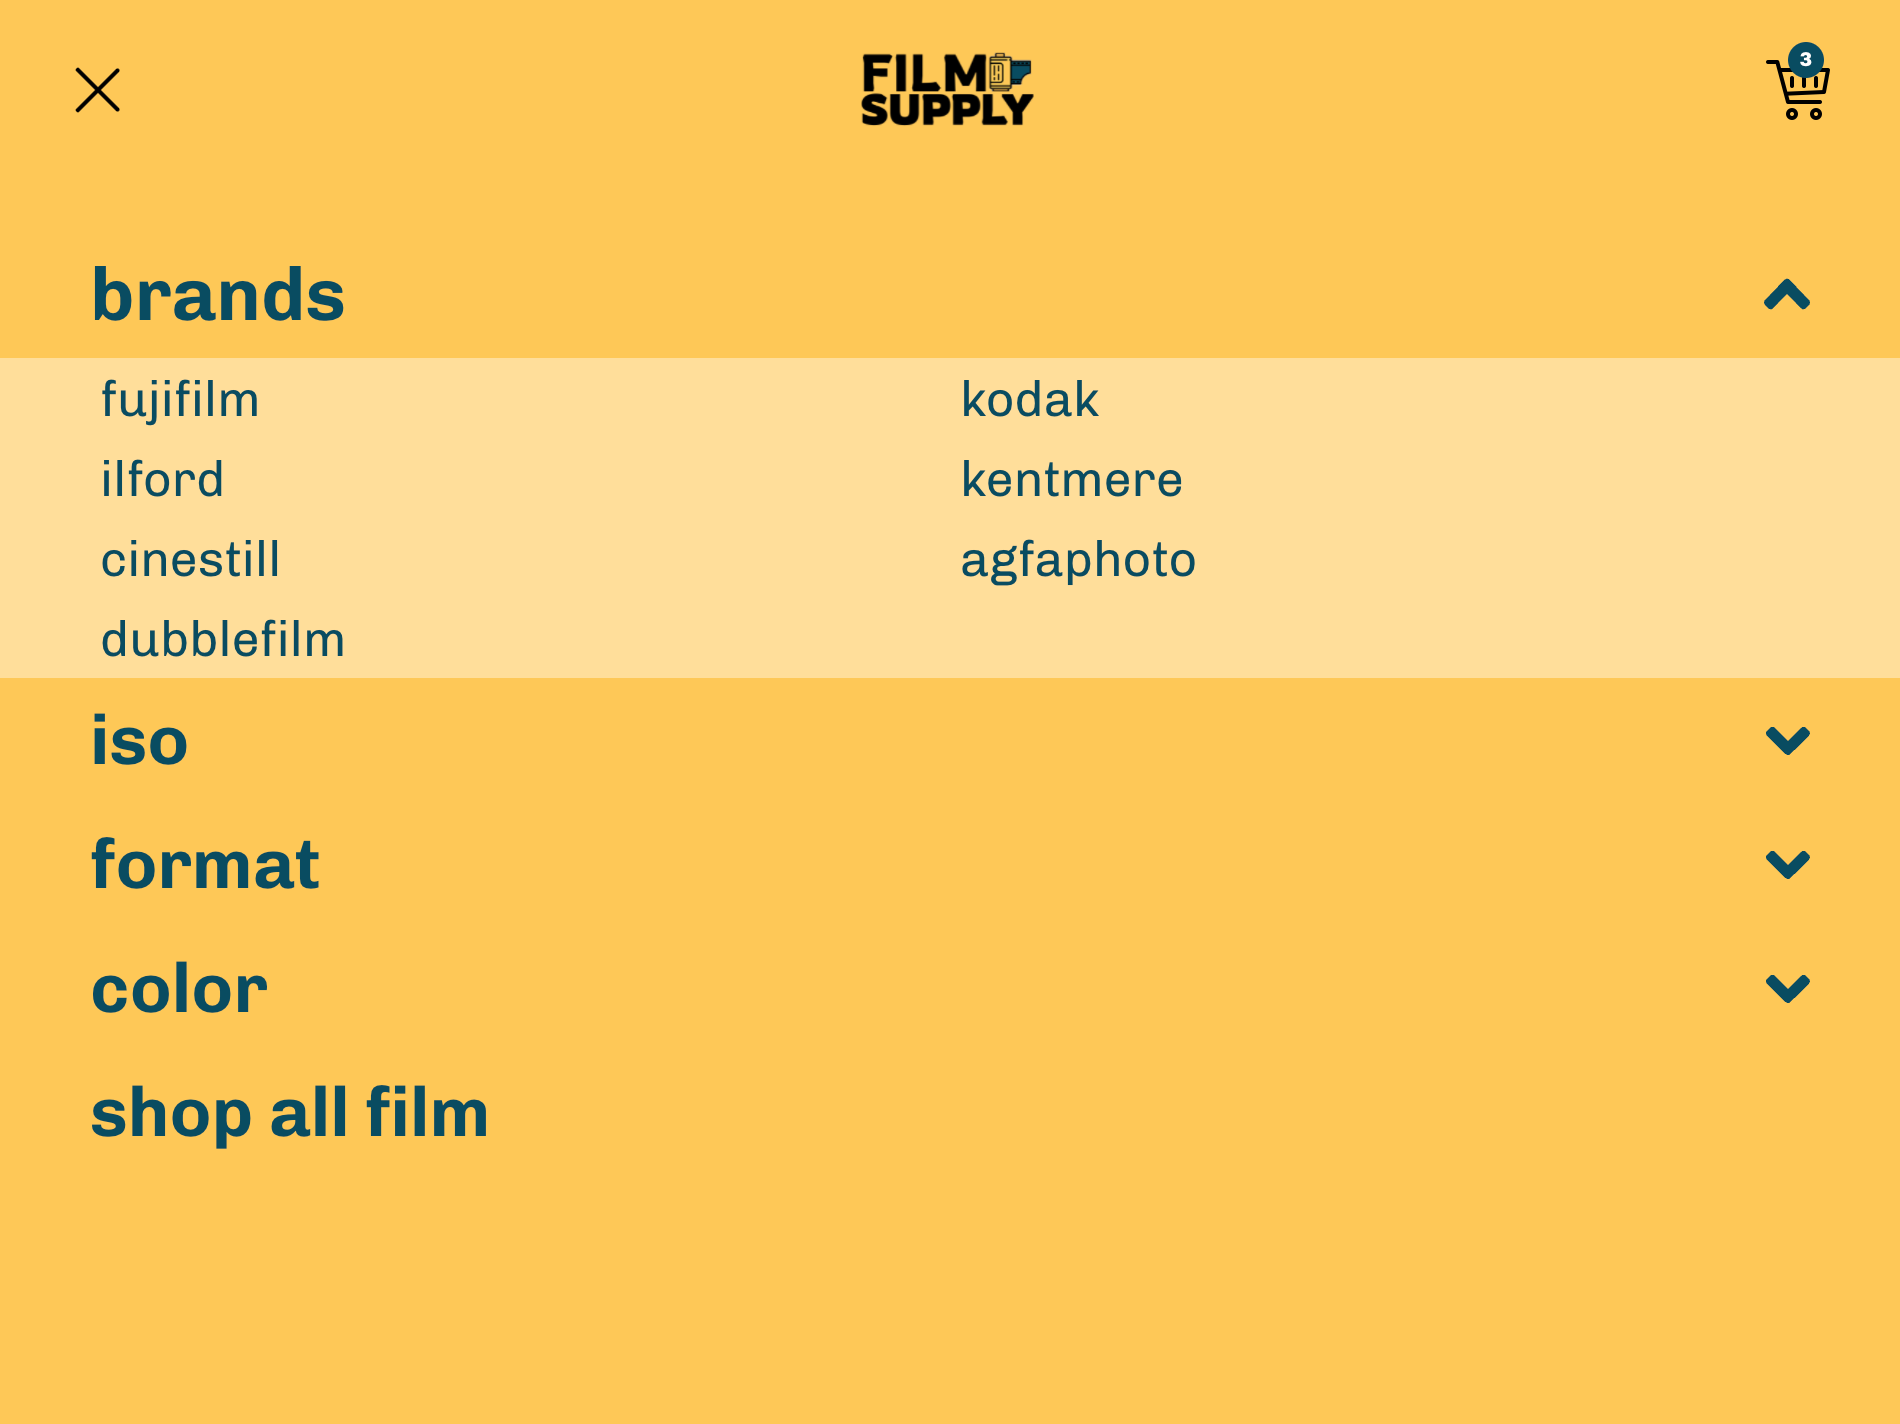 FILM
SUPPLY
3
brands
fujifilm
kodak
ilford
kentmere
cinestill
agfaphoto
dubblefilm
iso
format
color
shop all film